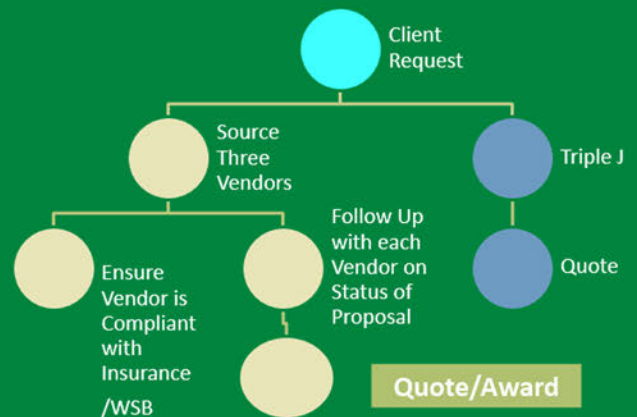 Client
Request
Source
Three
Vendors
Triple J
Ensure
Vendor is
Compliant
with
Insurance
/WSB
Follow Up
with each
Vendor on
Status of
Proposal
Quote
Quote/Award